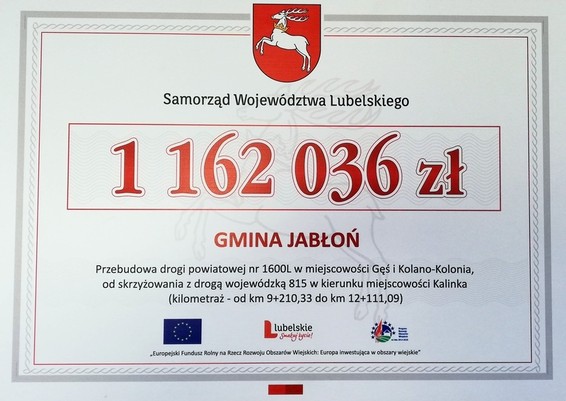 Samorząd Województwa Lubelskiego
1 162 036 zł
GMINA JABŁOŃ
Przebudowa drogi powiatowej nr 1600L w miejscowości Gęś i Kolano-Kolonia,
od skrzyżowania z drogą wojewódzką 815 w kierunku miejscowości Kalinka
(kilometraż - od km 9+210,33 do km 12+111,09)
lubelskie
Smakuj życie!
„Europejski Fundusz Rolny na Rzecz Rozwoju Obszarów Wiejskich: Europa inwestująca w obszary wiejskie"